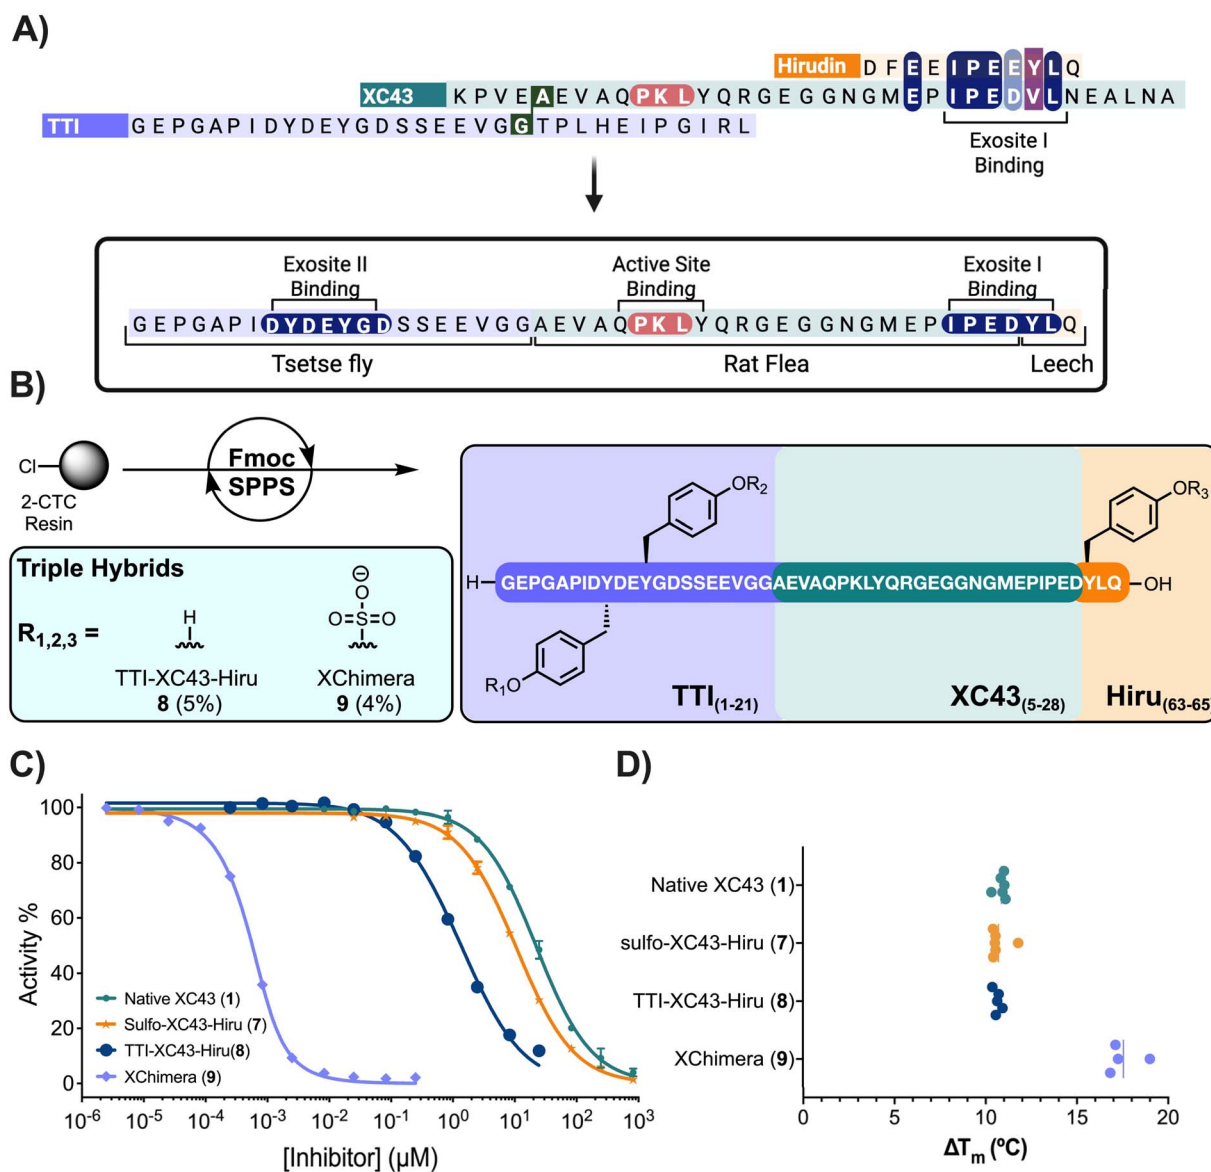 A)
Hirudin D F E E I P E E Y L Q
XC43 K P V E A E V A Q P K L Y Q R G E G G N G M E P I P E D V L N E A L N A
TTI G E P G A P I D Y D E Y G D S S E E V G G T P L H E I P G I R L
Exosite I
Binding
Exosite II
Binding
Active Site
Binding
Exosite I
Binding
G E P G A P I D Y D E Y G D S S E E V G G A E V A Q P K L Y Q R G E G G N G M E P I P E D Y L Q
Tsetse fly Rat Flea Leech
B)
Cl
2-CTC
Resin
Fmoc
SPPS
Triple Hybrids
R1,2,3 =
H
TTI-XC43-Hiru
8 (5%)
⊖
O
O=S=O
XChimera
9 (4%)
OR2
OR3
H GEPGAPIDYDEYGDSSEEVGGAEVAQPKLYQRGEGGNGMEPIPEDYLQ OH
R1O
TTI(1-21) XC43(5-28) Hiru(63-65)
C)
Activity %
100
80
60
40
20
0
Native XC43 (1)
Sulfo-XC43-Hiru (7)
TTI-XC43-Hiru(8)
XChimera (9)
10-6 10-5 10-4 10-3 10-2 10-1 100 101 102 103
[Inhibitor] (µM)
D)
Native XC43 (1)
sulfo-XC43-Hiru (7)
TTI-XC43-Hiru (8)
XChimera (9)
0 5 10 15 20
ΔTm (ºC)